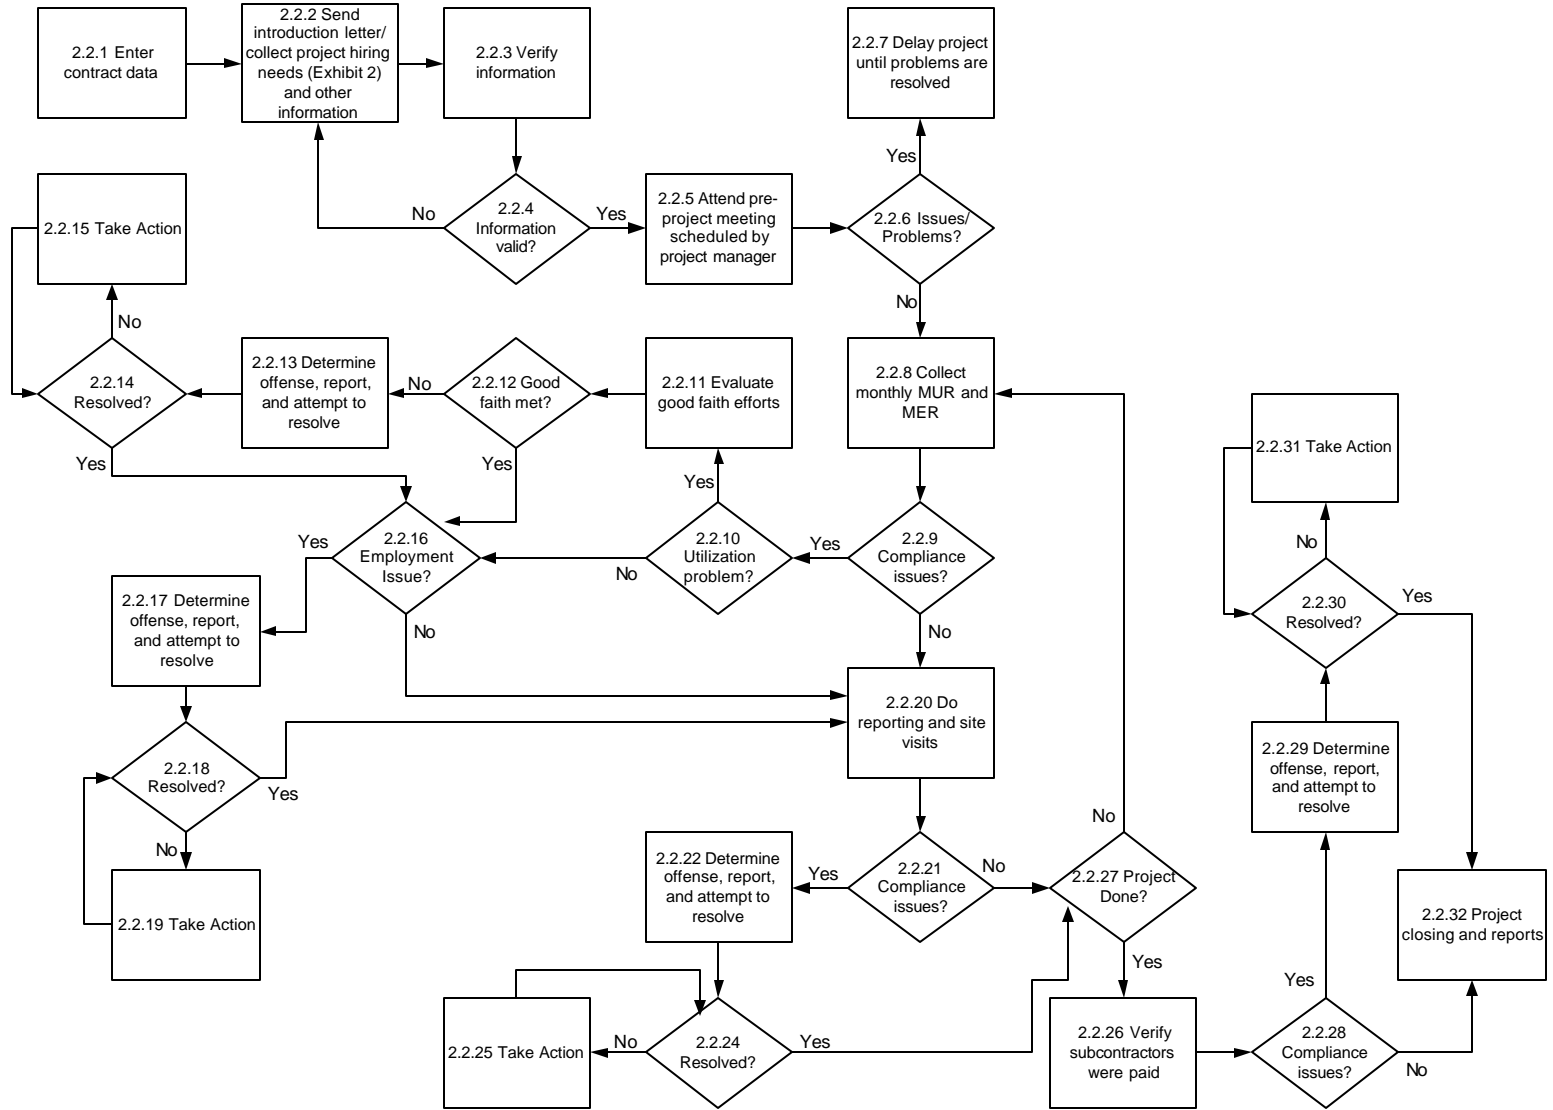 2.2.1 Enter
contract data
2.2.2 Send
introduction letter/
collect project hiring
needs (Exhibit 2)
and other
information
2.2.3 Verify
information
2.2.7 Delay project
until problems are
resolved
Yes
2.2.15 Take Action
No
2.2.4
Information
valid?
Yes
2.2.5 Attend pre-
project meeting
scheduled by
project manager
2.2.6 Issues/
Problems?
No
No
2.2.14
Resolved?
Yes
2.2.13 Determine
offense, report,
and attempt to
resolve
No
2.2.12 Good
faith met?
Yes
2.2.11 Evaluate
good faith efforts
Yes
2.2.8 Collect
monthly MUR and
MER
2.2.31 Take Action
No
Yes
2.2.16
Employment
Issue?
No
No
2.2.10
Utilization
problem?
Yes
2.2.9
Compliance
issues?
No
2.2.30
Resolved?
Yes
2.2.17 Determine
offense, report,
and attempt to
resolve
2.2.20 Do
reporting and site
visits
2.2.18
Resolved?
Yes
No
2.2.19 Take Action
2.2.29 Determine
offense, report,
and attempt to
resolve
2.2.22 Determine
offense, report,
and attempt to
resolve
Yes
2.2.21
Compliance
issues?
No
No
2.2.27 Project
Done?
Yes
2.2.32 Project
closing and reports
2.2.25 Take Action
No
2.2.24
Resolved?
Yes
2.2.26 Verify
subcontractors
were paid
Yes
2.2.28
Compliance
issues?
No